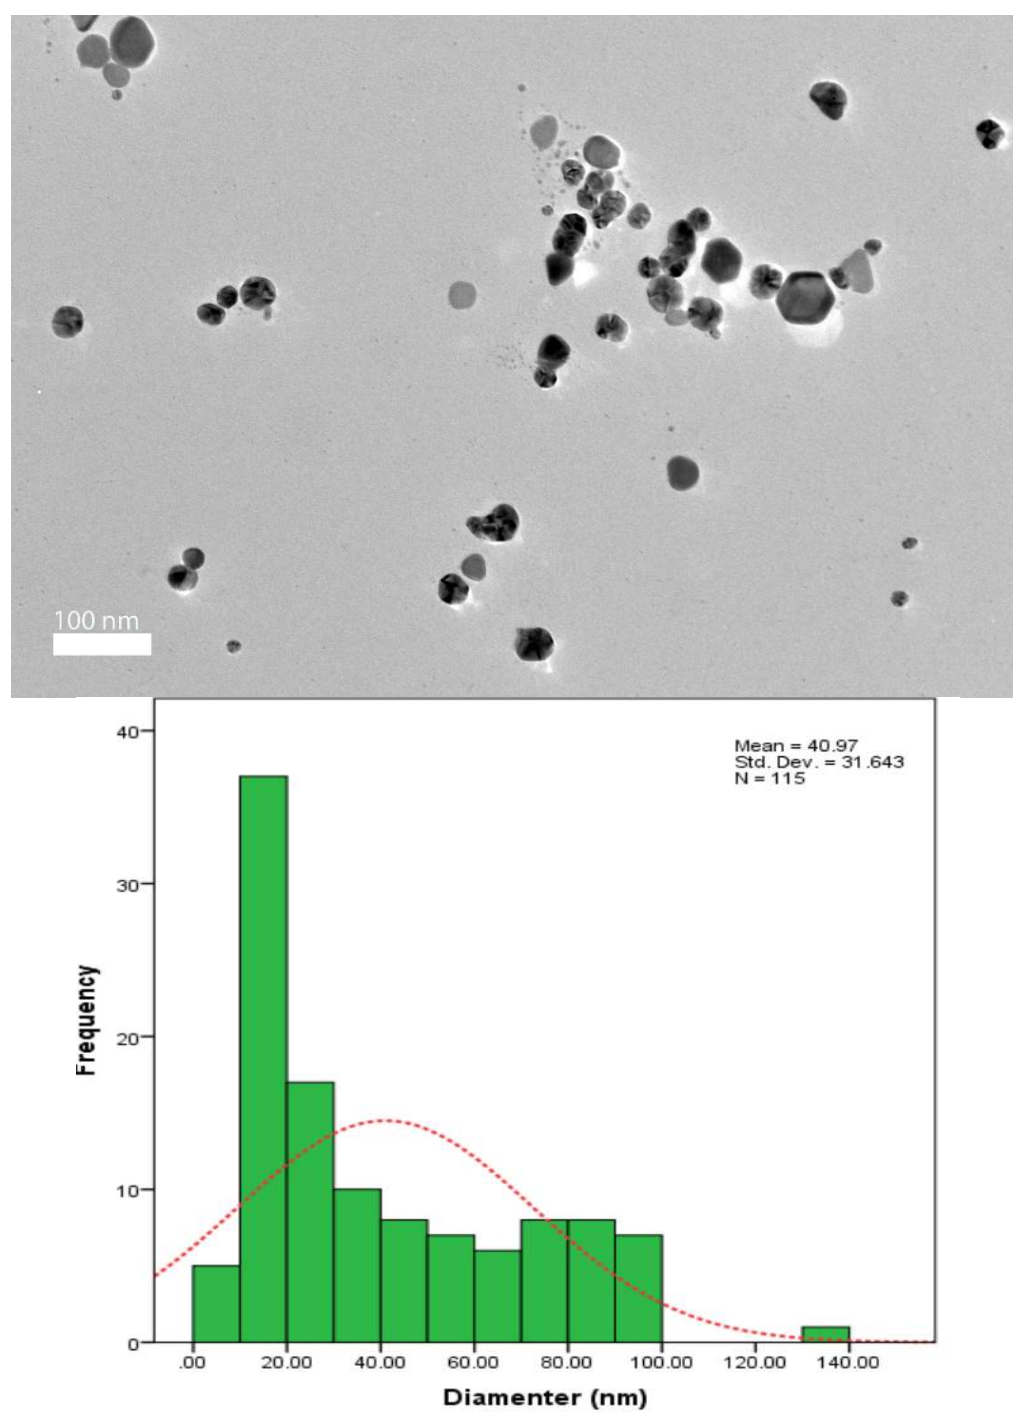 100 nm
Mean = 40.97
Std. Dev. = 31.643
N = 115
40
30
20
10
0
Frequency
.00 20.00 40.00 60.00 80.00 100.00 120.00 140.00
Diamenter (nm)